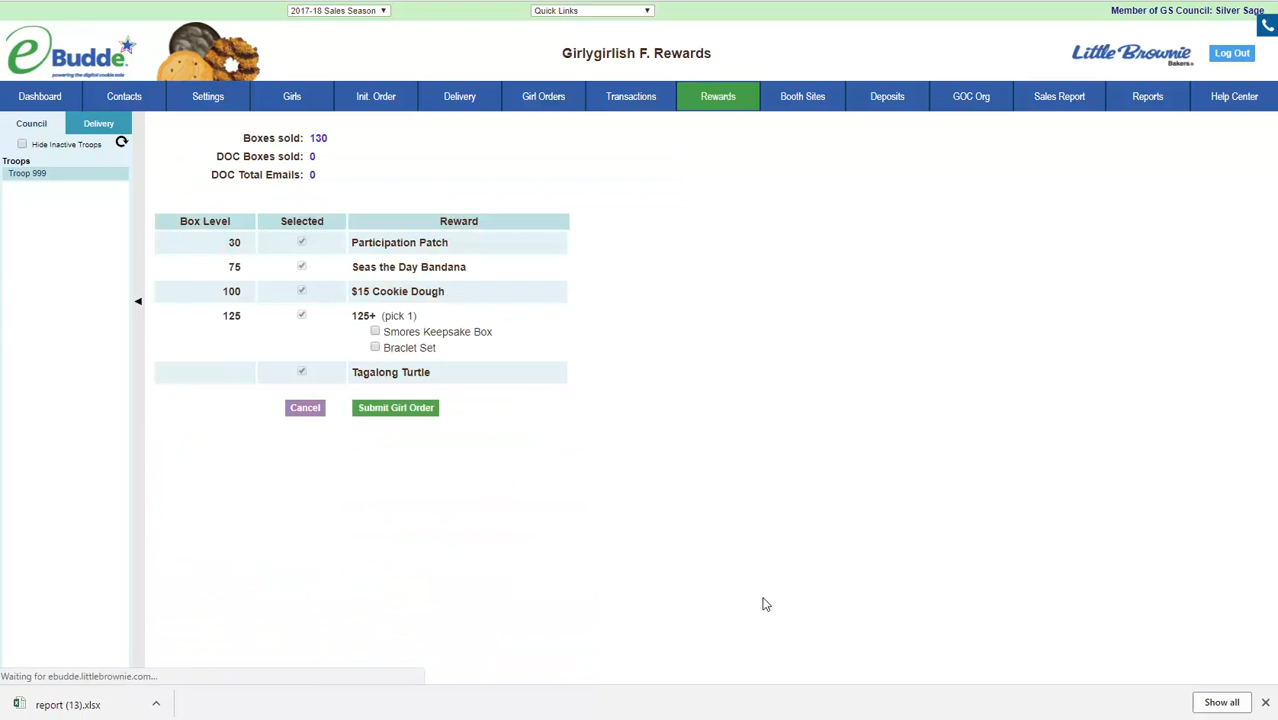 2017-18 Sales Season ▼ Quick Links ▼ Member of GS Council: Silver Sage
eBudde
powering the digital cookie sale
Girlygirlish F. Rewards
Little Brownie
Bakers
Log Out
Dashboard Contacts Settings Girls Init. Order Delivery Girl Orders Transactions Rewards Booth Sites Deposits GOC Org Sales Report Reports Help Center
Council Delivery
Hide Inactive Troops
Troops
Troop 999
Boxes sold: 130
DOC Boxes sold: 0
DOC Total Emails: 0
Box Level Selected Reward
30 Participation Patch
75 Seas the Day Bandana
100 $15 Cookie Dough
125 125+ (pick 1)
Smores Keepsake Box
Braclet Set
Tagalong Turtle
Cancel Submit Girl Order
Waiting for ebudde.littlebrownie.com...
report (13).xlsx Show all